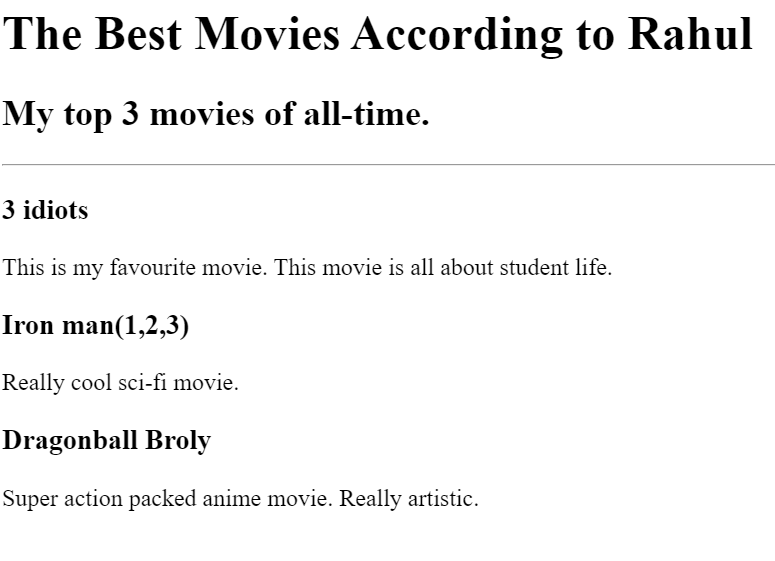 The Best Movies According to Rahul
My top 3 movies of all-time.
3 idiots
This is my favourite movie. This movie is all about student life.
Iron man(1,2,3)
Really cool sci-fi movie.
Dragonball Broly
Super action packed anime movie. Really artistic.